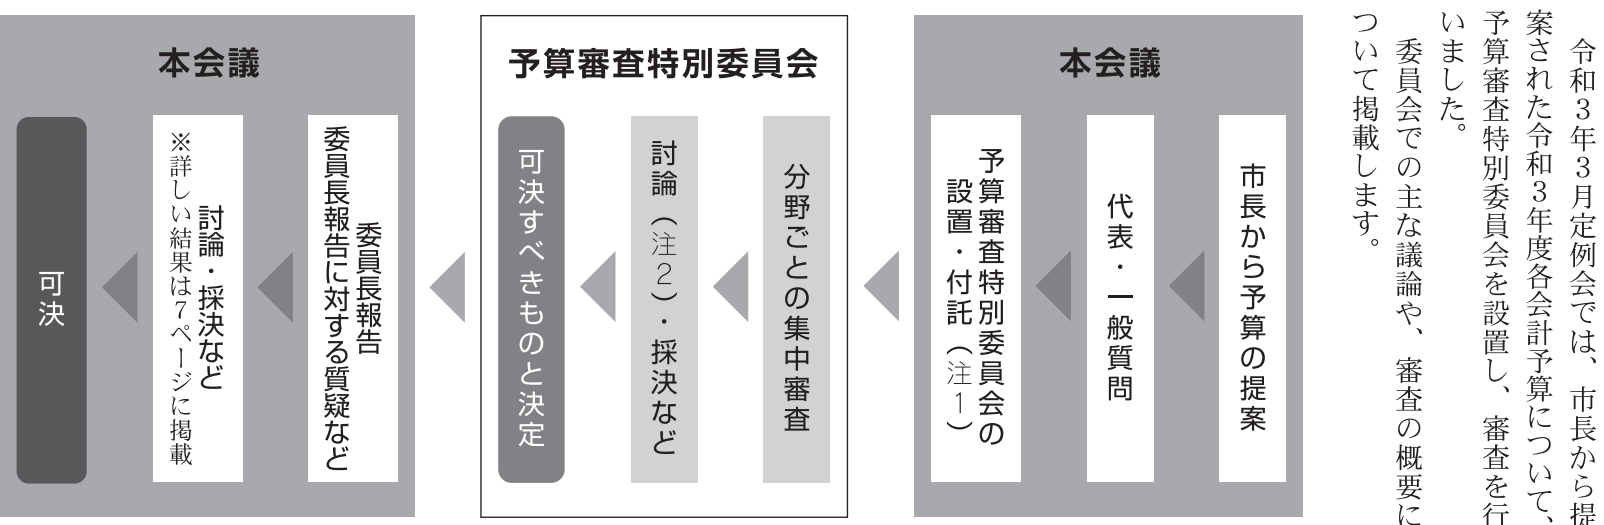 令和３年３月定例会では、市長から提
案された令和３年度各会計予算について、
予算審査特別委員会を設置し、審査を行
いました。
委員会での主な議論や、審査の概要に
ついて掲載します。
本会議
市長から予算の提案
代表・一般質問
予算審査特別委員会の
設置・付託（注１）
予算審査特別委員会
分野ごとの集中審査
討論（注２）・採決など
可決すべきものと決定
本会議
委員長報告
委員長報告に対する質疑など
討論・採決など
※詳しい結果は７ページに掲載
可決